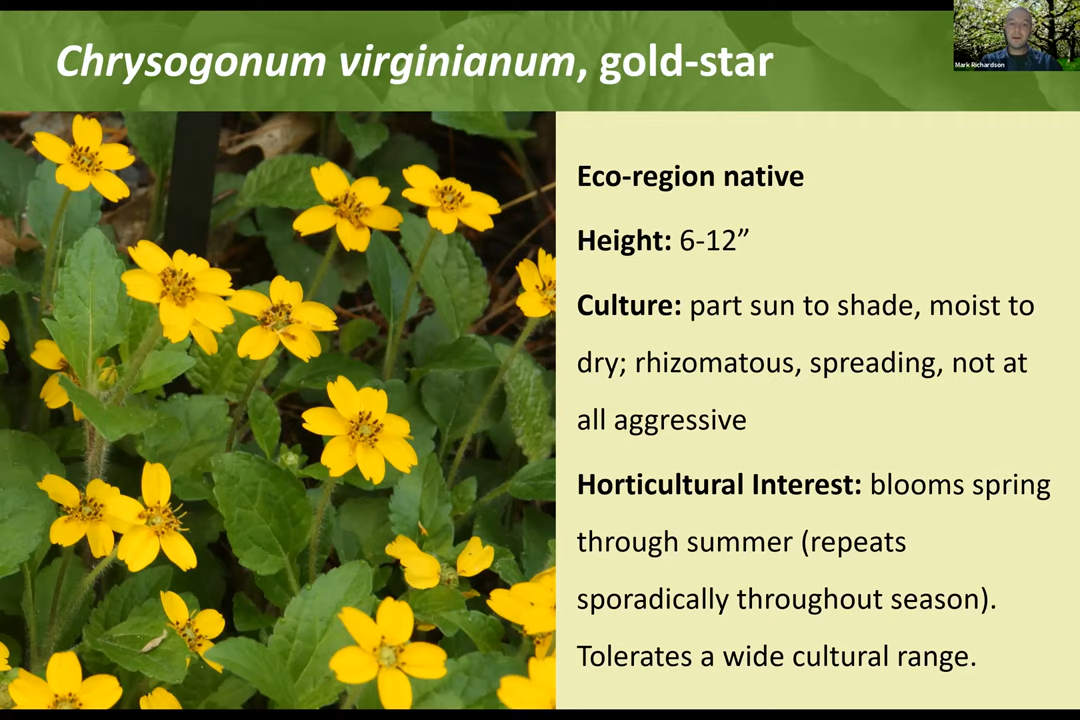 Chrysogonum virginianum, gold-star
Mark Richardson
Eco-region native
Height: 6-12”
Culture: part sun to shade, moist to
dry; rhizomatous, spreading, not at
all aggressive
Horticultural Interest: blooms spring
through summer (repeats
sporadically throughout season).
Tolerates a wide cultural range.